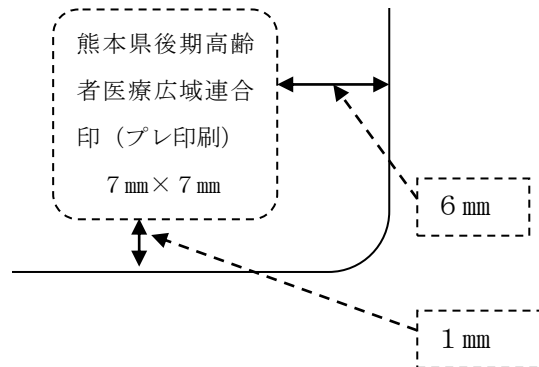 熊本県後期高齢
者医療広域連合
印（プレ印刷）
７㎜×７㎜
６㎜
１㎜